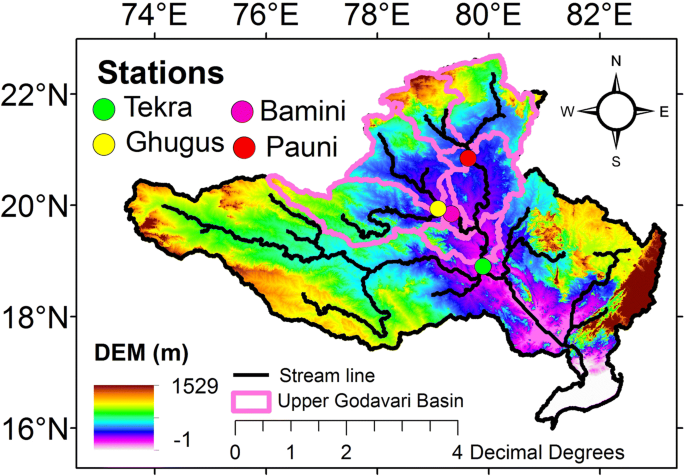 74°E 76°E 78°E 80°E 82°E
Stations
Tekra Bamini
Ghugus Pauni
N
W E
S
22°N
20°N
18°N
16°N
DEM (m)
1529
-1
Stream line
Upper Godavari Basin
0 1 2 4 Decimal Degrees